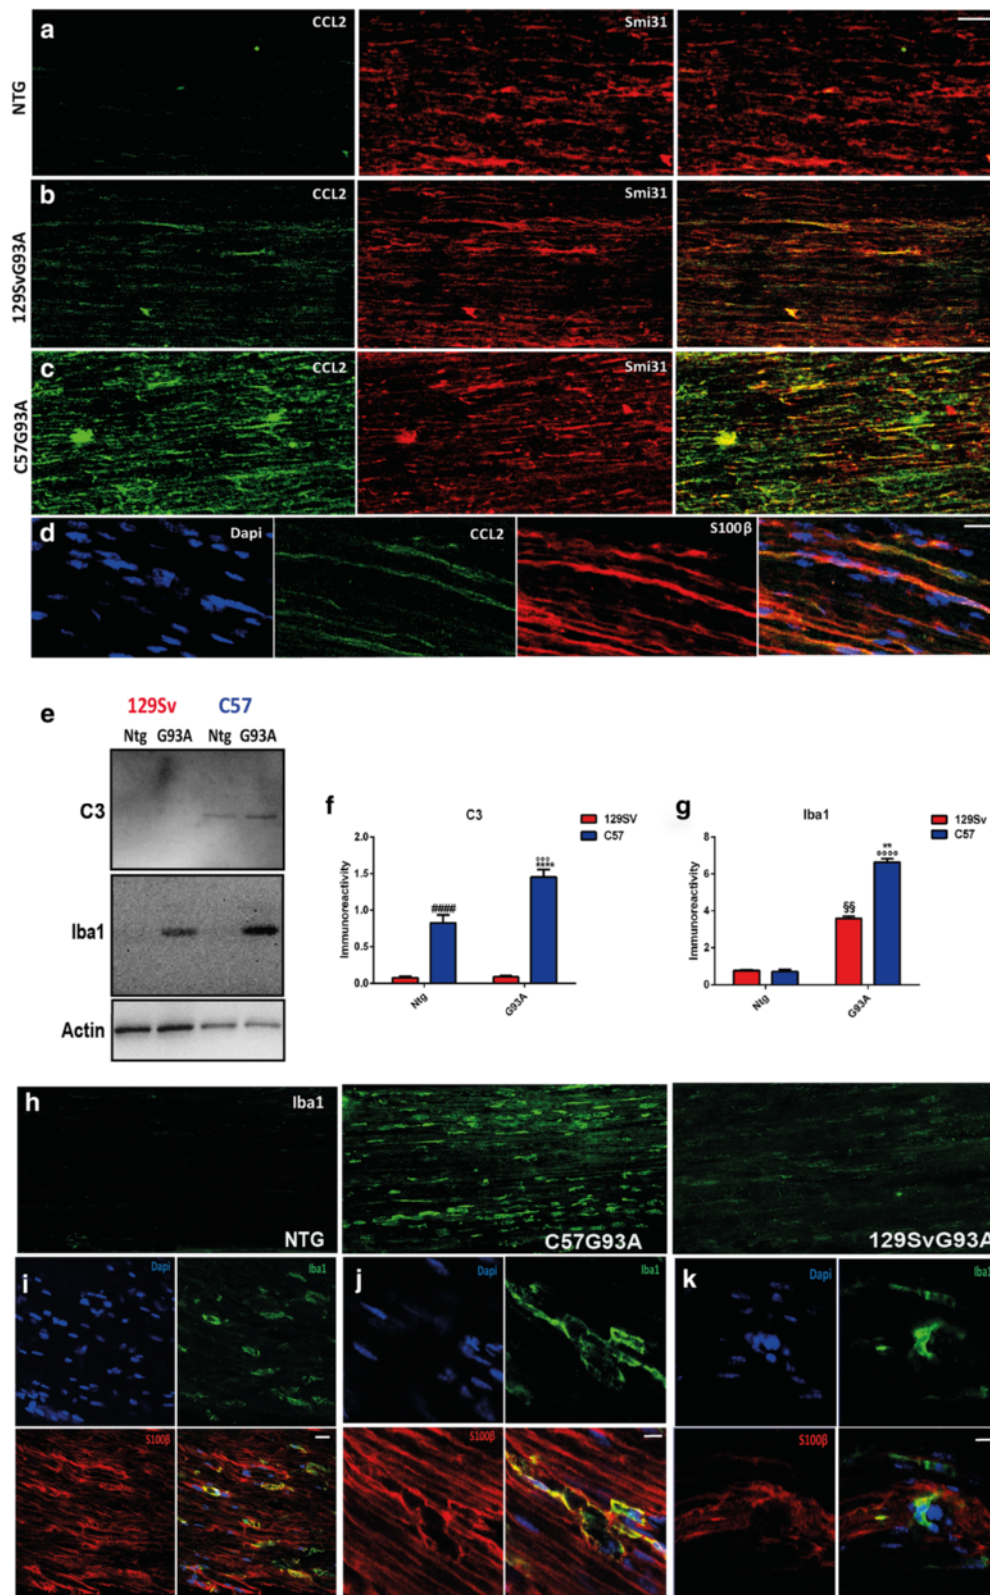 a
CCL2
Smi31
NTG
b
CCL2
Smi31
129SvG93A
c
CCL2
Smi31
C57G93A
d
Dapi
CCL2
S100β
e
129Sv C57
Ntg G93A Ntg G93A
C3
Iba1
Actin
f
C3
129SV
C57
Immunoreactivity
2.0
1.5
1.0
0.5
0.0
####
°°°
****
Ntg
G93A
g
Iba1
129Sv
C57
Immunoreactivity
8
6
4
2
0
§§
§§
**
°°°°
Ntg
G93A
h
Iba1
NTG
C57G93A
129SvG93A
i
Dapi
Iba1
S100β
j
Dapi
Iba1
S100β
k
Dapi
Iba1
S100β